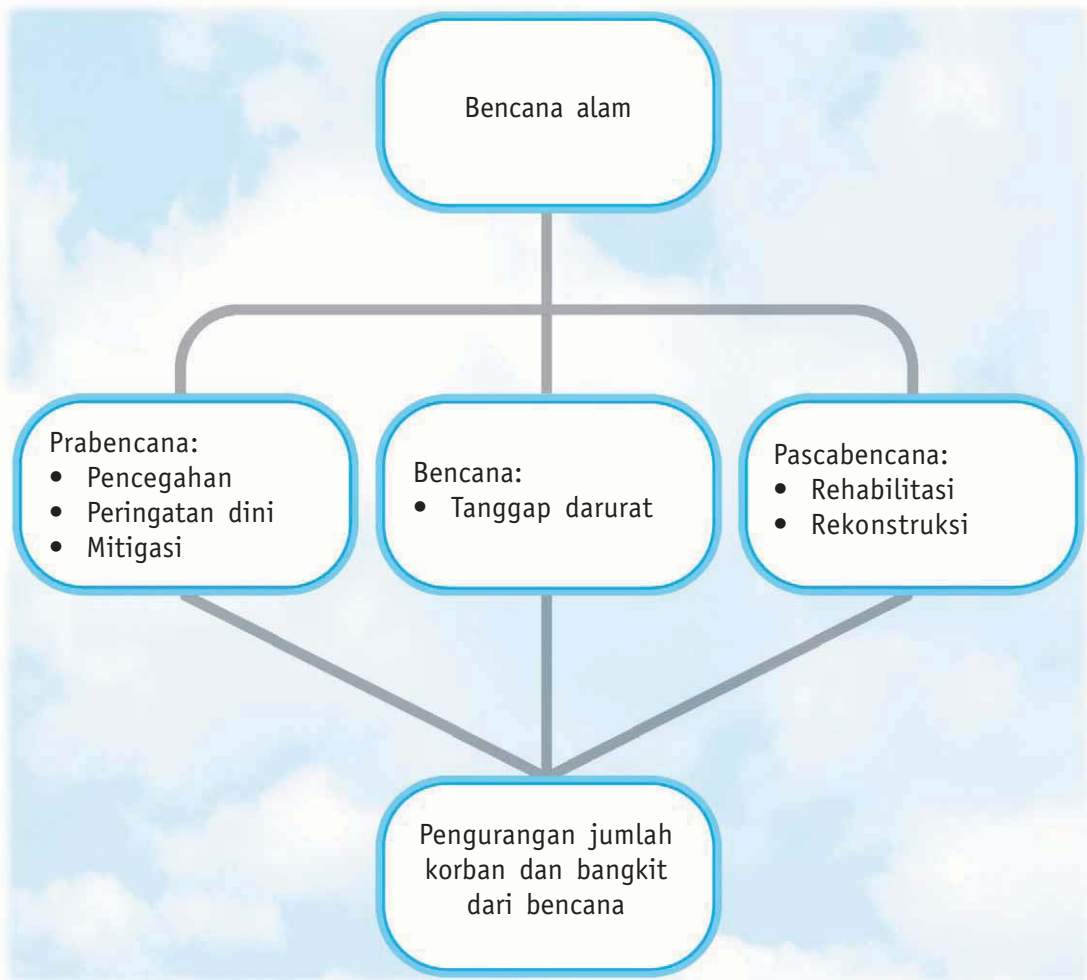 Bencana alam
Prabencana:
• Pencegahan
• Peringatan dini
• Mitigasi
Bencana:
• Tanggap darurat
Pascabencana:
• Rehabilitasi
• Rekonstruksi
Pengurangan jumlah
korban dan bangkit
dari bencana